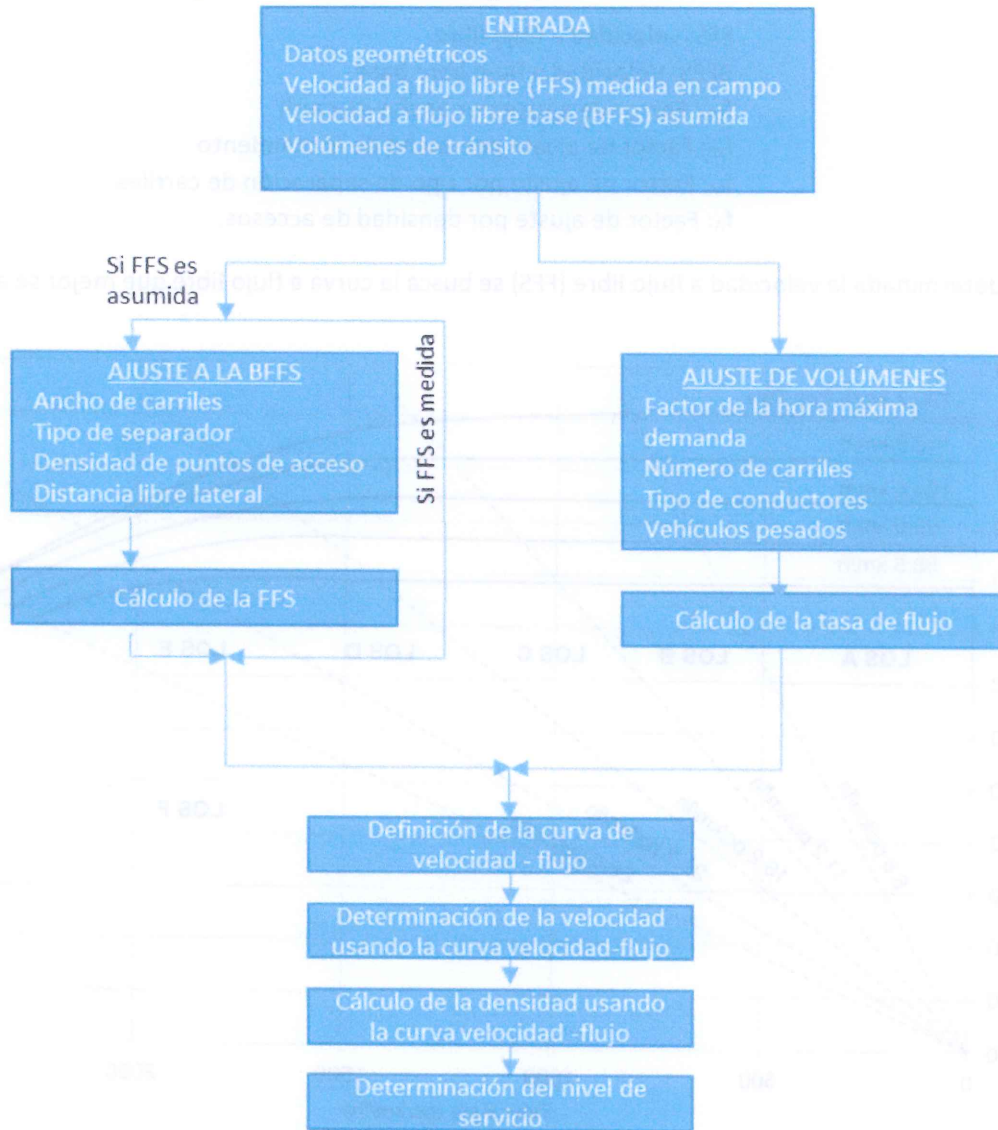 ENTRADA
Datos geométricos
Velocidad a flujo libre (FFS) medida en campo
Velocidad a flujo libre base (BFFS) asumida
Volúmenes de tránsito
Si FFS es
asumida
Si FFS es medida
AJUSTE A LA BFFS
Ancho de carriles
Tipo de separador
Densidad de puntos de acceso
Distancia libre lateral
AJUSTE DE VOLÚMENES
Factor de la hora máxima
demanda
Número de carriles
Tipo de conductores
Vehículos pesados
Cálculo de la FFS
Cálculo de la tasa de flujo
Definición de la curva de
velocidad - flujo
Determinación de la velocidad
usando la curva velocidad-flujo
Cálculo de la densidad usando
la curva velocidad -flujo
Determinación del nivel de
servicio